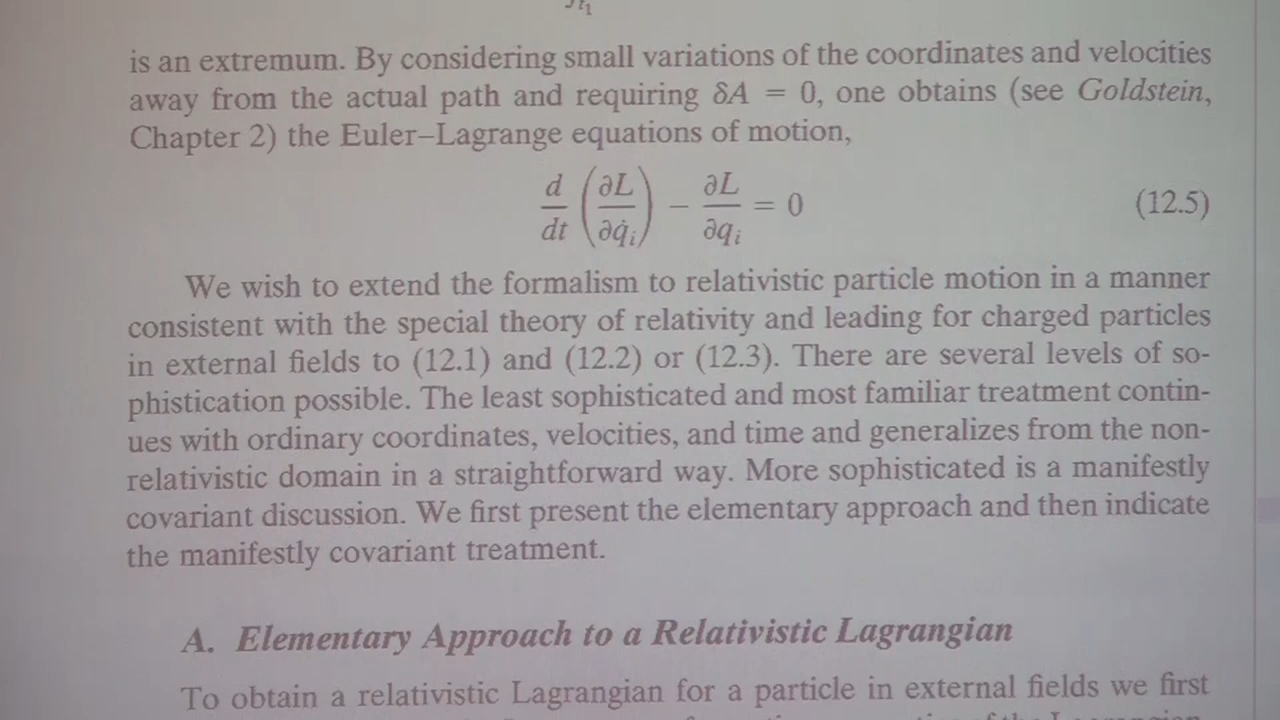 is an extremum. By considering small variations of the coordinates and velocities
away from the actual path and requiring δA = 0, one obtains (see Goldstein,
Chapter 2) the Euler–Lagrange equations of motion,
d/dt (∂L/∂q̇ᵢ) − ∂L/∂qᵢ = 0 (12.5)
We wish to extend the formalism to relativistic particle motion in a manner
consistent with the special theory of relativity and leading for charged particles
in external fields to (12.1) and (12.2) or (12.3). There are several levels of so-
phistication possible. The least sophisticated and most familiar treatment contin-
ues with ordinary coordinates, velocities, and time and generalizes from the non-
relativistic domain in a straightforward way. More sophisticated is a manifestly
covariant discussion. We first present the elementary approach and then indicate
the manifestly covariant treatment.
A. Elementary Approach to a Relativistic Lagrangian
To obtain a relativistic Lagrangian for a particle in external fields we first